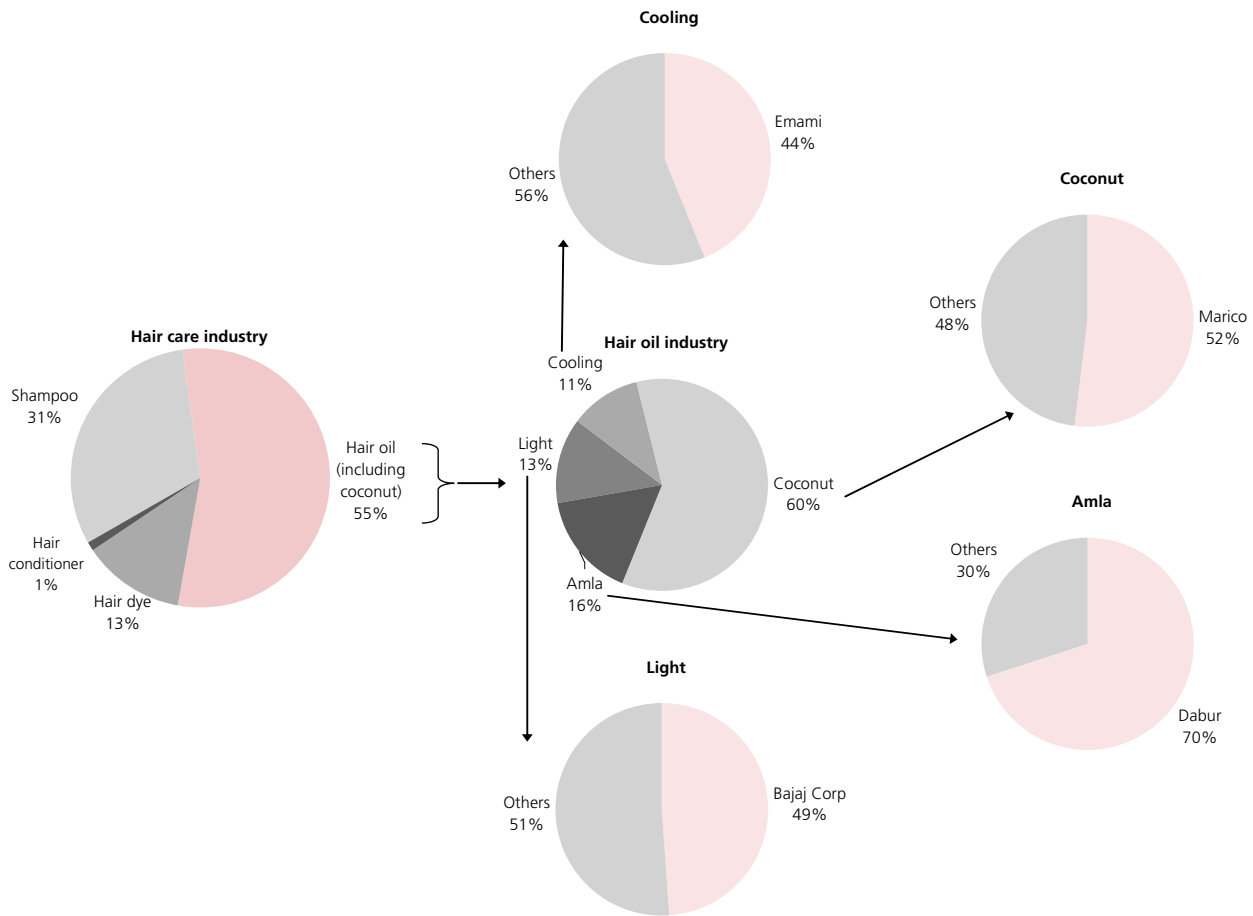 Cooling
Emami
44%
Others
56%
Coconut
Others
48%
Marico
52%
Hair care industry
Shampoo
31%
Hair oil
(including
coconut)
55%
Hair
conditioner
1%
Hair dye
13%
Hair oil industry
Cooling
11%
Light
13%
Coconut
60%
Amla
16%
Amla
Others
30%
Dabur
70%
Light
Others
51%
Bajaj Corp
49%